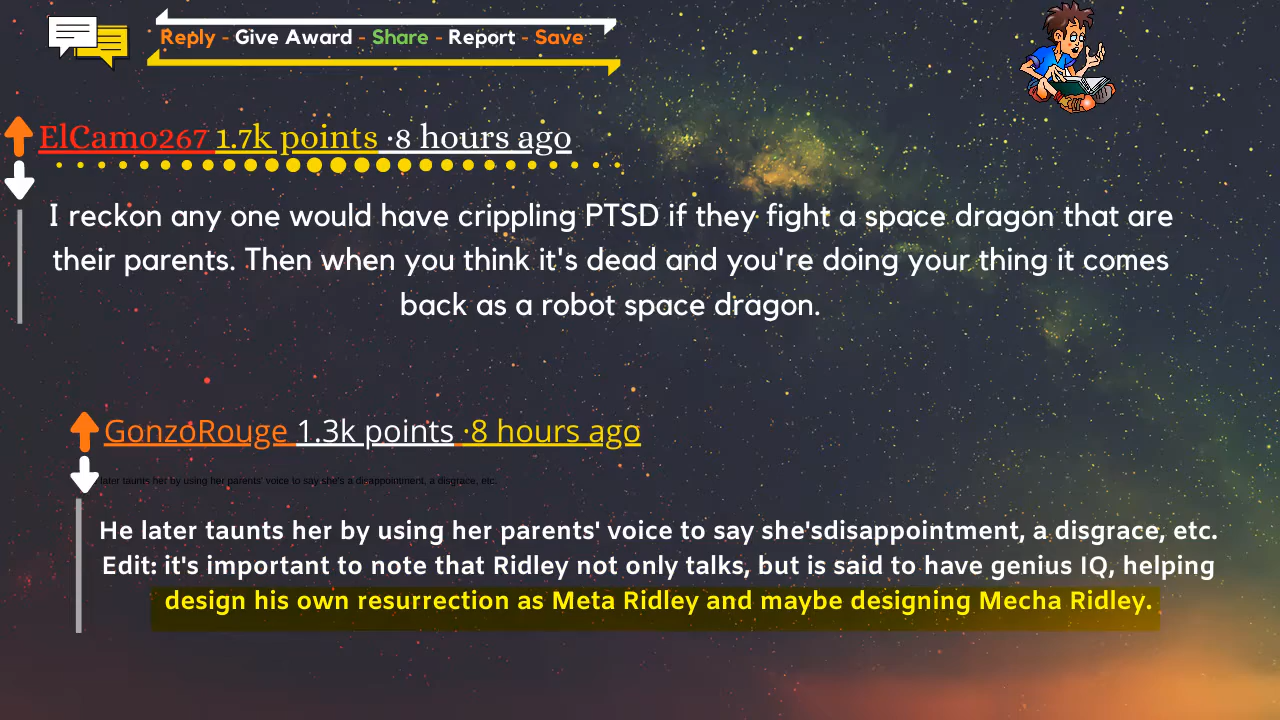 Reply - Give Award - Share - Report - Save
ElCamo267 1.7k points ·8 hours ago
I reckon any one would have crippling PTSD if they fight a space dragon that are
their parents. Then when you think it's dead and you're doing your thing it comes
back as a robot space dragon.
GonzoRouge 1.3k points ·8 hours ago
later taunts her by using her parents' voice to say she's a disappointment, a disgrace, etc.
He later taunts her by using her parents' voice to say she'sdisappointment, a disgrace, etc.
Edit: it's important to note that Ridley not only talks, but is said to have genius IQ, helping
design his own resurrection as Meta Ridley and maybe designing Mecha Ridley.